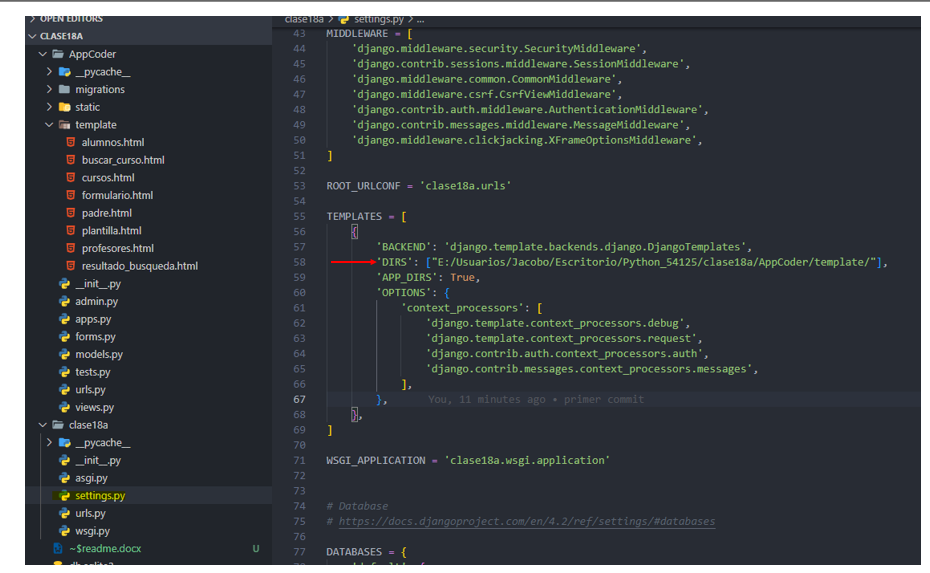 OPEN EDITORS
CLASE18A
AppCoder
__pycache__
migrations
static
template
alumnos.html
buscar_curso.html
cursos.html
formulario.html
padre.html
plantilla.html
profesores.html
resultado_busqueda.html
__init__.py
admin.py
apps.py
forms.py
models.py
tests.py
urls.py
views.py
clase18a
__pycache__
__init__.py
asgi.py
settings.py
urls.py
wsgi.py
~$readme.docx U
clase18a > settings.py > ...
43 MIDDLEWARE = [
44 'django.middleware.security.SecurityMiddleware',
45 'django.contrib.sessions.middleware.SessionMiddleware',
46 'django.middleware.common.CommonMiddleware',
47 'django.middleware.csrf.CsrfViewMiddleware',
48 'django.contrib.auth.middleware.AuthenticationMiddleware',
49 'django.contrib.messages.middleware.MessageMiddleware',
50 'django.middleware.clickjacking.XFrameOptionsMiddleware',
51 ]
52
53 ROOT_URLCONF = 'clase18a.urls'
54
55 TEMPLATES = [
56 {
57 'BACKEND': 'django.template.backends.django.DjangoTemplates',
58 'DIRS': ["E:/Usuarios/Jacobo/Escritorio/Python_54125/clase18a/AppCoder/template/"],
59 'APP_DIRS': True,
60 'OPTIONS': {
61 'context_processors': [
62 'django.template.context_processors.debug',
63 'django.template.context_processors.request',
64 'django.contrib.auth.context_processors.auth',
65 'django.contrib.messages.context_processors.messages',
66 ],
67 }, You, 11 minutes ago • primer commit
68 },
69 ]
70
71 WSGI_APPLICATION = 'clase18a.wsgi.application'
72
73
74 # Database
75 # https://docs.djangoproject.com/en/4.2/ref/settings/#databases
76
77 DATABASES = {